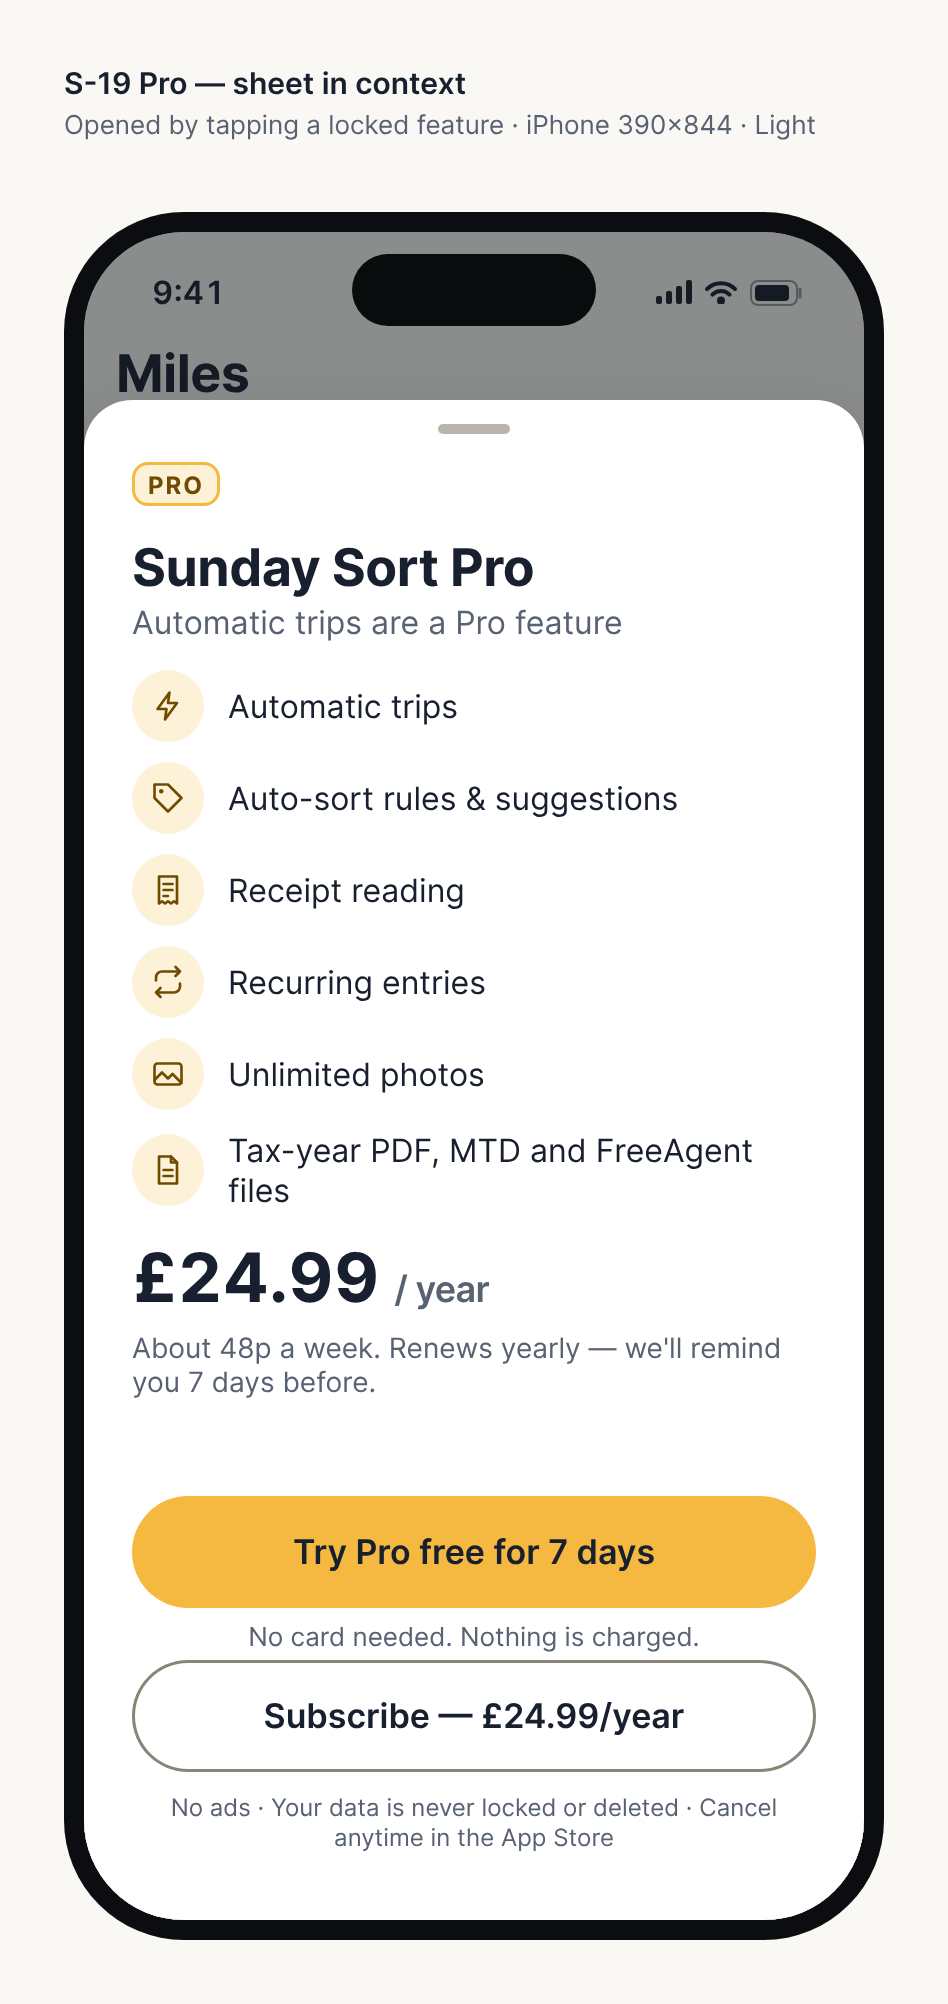 S-19 Pro — sheet in context
Opened by tapping a locked feature · iPhone 390×844 · Light
9:41
Miles
PRO
Sunday Sort Pro
Automatic trips are a Pro feature
Automatic trips
Auto-sort rules & suggestions
Receipt reading
Recurring entries
Unlimited photos
Tax-year PDF, MTD and FreeAgent
files
£24.99 / year
About 48p a week. Renews yearly — we'll remind
you 7 days before.
Try Pro free for 7 days
No card needed. Nothing is charged.
Subscribe — £24.99/year
No ads · Your data is never locked or deleted · Cancel
anytime in the App Store